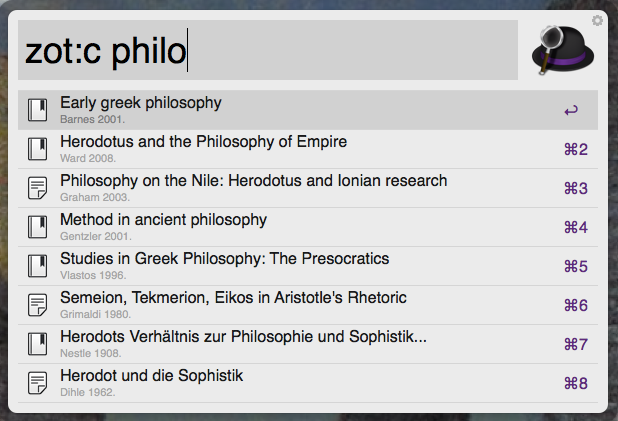 zot:c philo
Early greek philosophy
Barnes 2001.
↩
Herodotus and the Philosophy of Empire
Ward 2008.
⌘2
Philosophy on the Nile: Herodotus and Ionian research
Graham 2003.
⌘3
Method in ancient philosophy
Gentzler 2001.
⌘4
Studies in Greek Philosophy: The Presocratics
Vlastos 1996.
⌘5
Semeion, Tekmerion, Eikos in Aristotle's Rhetoric
Grimaldi 1980.
⌘6
Herodots Verhältnis zur Philosophie und Sophistik...
Nestle 1908.
⌘7
Herodot und die Sophistik
Dihle 1962.
⌘8